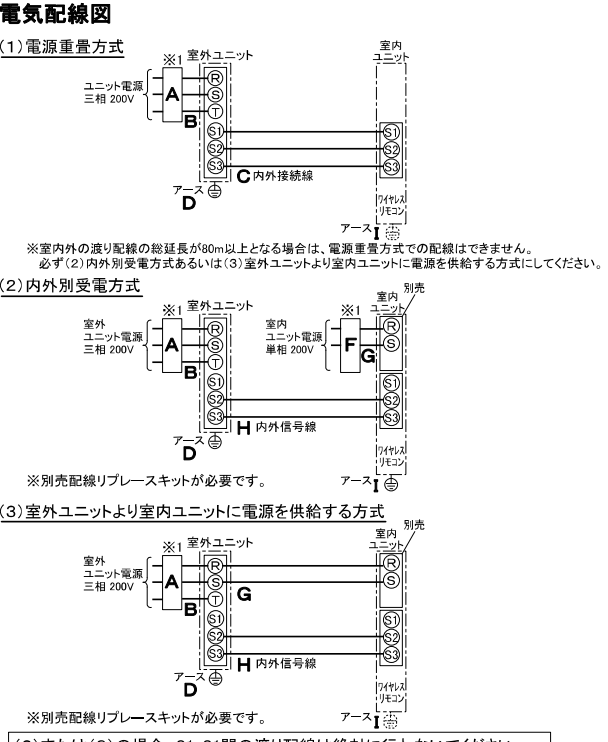 電気配線図
(1)電源重畳方式
※1 室外ユニット
室内
ユニット
ユニット電源
三相 200V
A
B
R
S
T
S1
S2
S3
S1
S2
S3
C 内外接続線
アース
D
ワイヤレス
リモコン
アース I
※室内外の渡り配線の総延長が80m以上となる場合は、電源重畳方式での配線はできません。
必ず(2)内外別受電方式あるいは(3)室外ユニットより室内ユニットに電源を供給する方式にしてください。
(2)内外別受電方式
※1 室外ユニット
※1
室内
ユニット
別売
室外
ユニット電源
三相 200V
A
B
R
S
T
S1
S2
S3
室内
ユニット電源
単相 200V
F
G
R
S
S1
S2
S3
H 内外信号線
アース
D
ワイヤレス
リモコン
アース I
※別売配線リプレースキットが必要です。
(3)室外ユニットより室内ユニットに電源を供給する方式
※1 室外ユニット
室内
ユニット
別売
室外
ユニット電源
三相 200V
A
B
R
S
T
S1
S2
S3
G
R
S
S1
S2
S3
H 内外信号線
アース
D
ワイヤレス
リモコン
アース I
※別売配線リプレースキットが必要です。